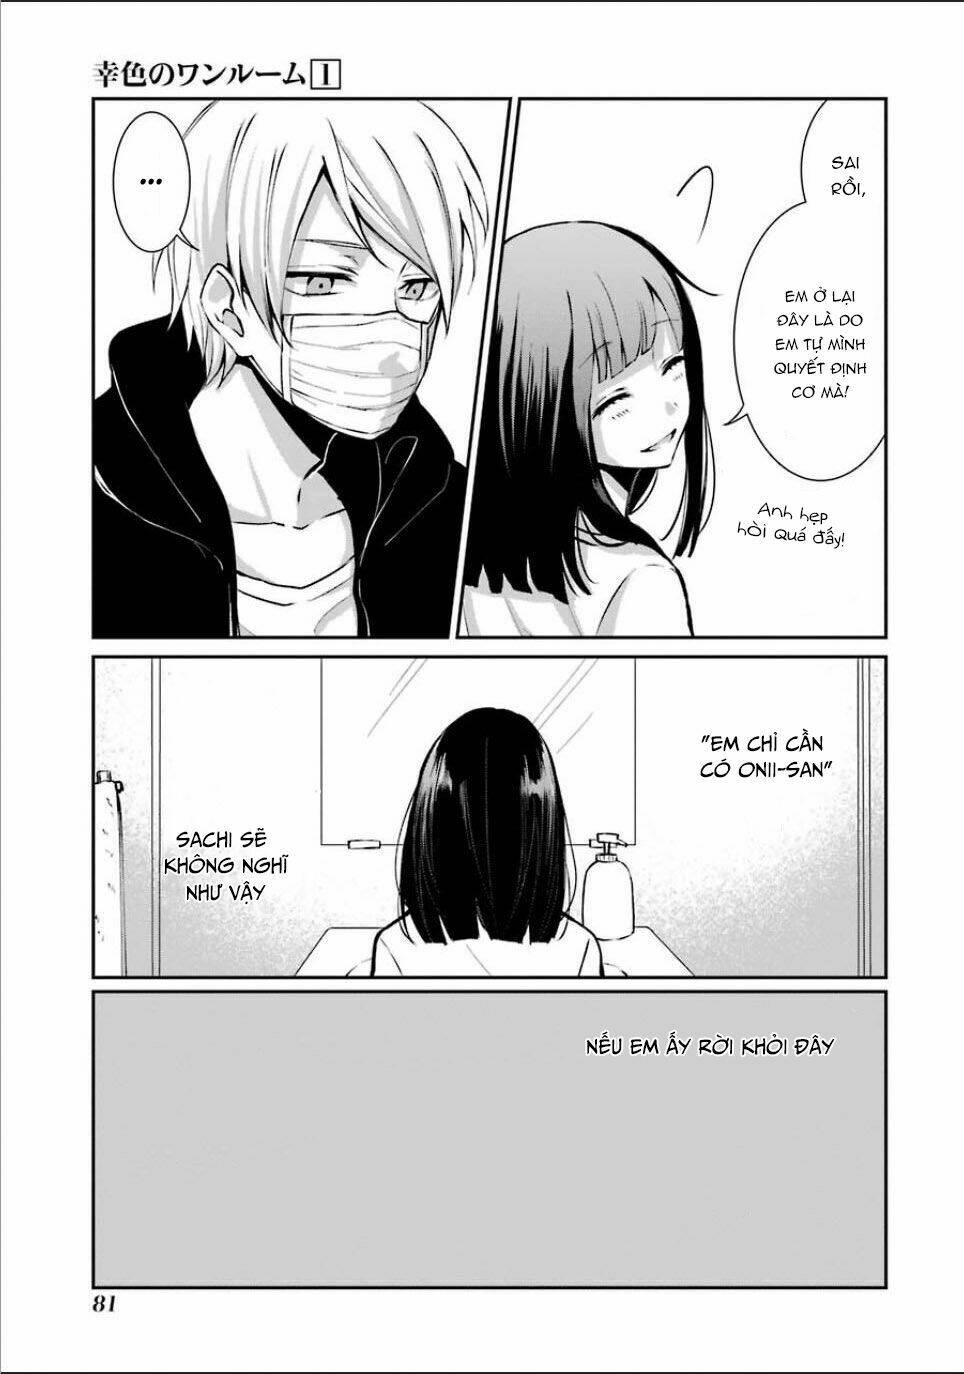 幸色のワンルーム1
SAI
RỒI,
EM Ở LẠI
ĐÂY LÀ DO
EM TỰ MÌNH
QUYẾT ĐỊNH
CƠ MÀ!
Anh hẹp
hòi quá đấy!
...
"EM CHỈ CẦN
CÓ ONII-SAN"
SACHI SẼ
KHÔNG NGHĨ
NHƯ VẬY
NẾU EM ẤY RỜI KHỎI ĐÂY
81